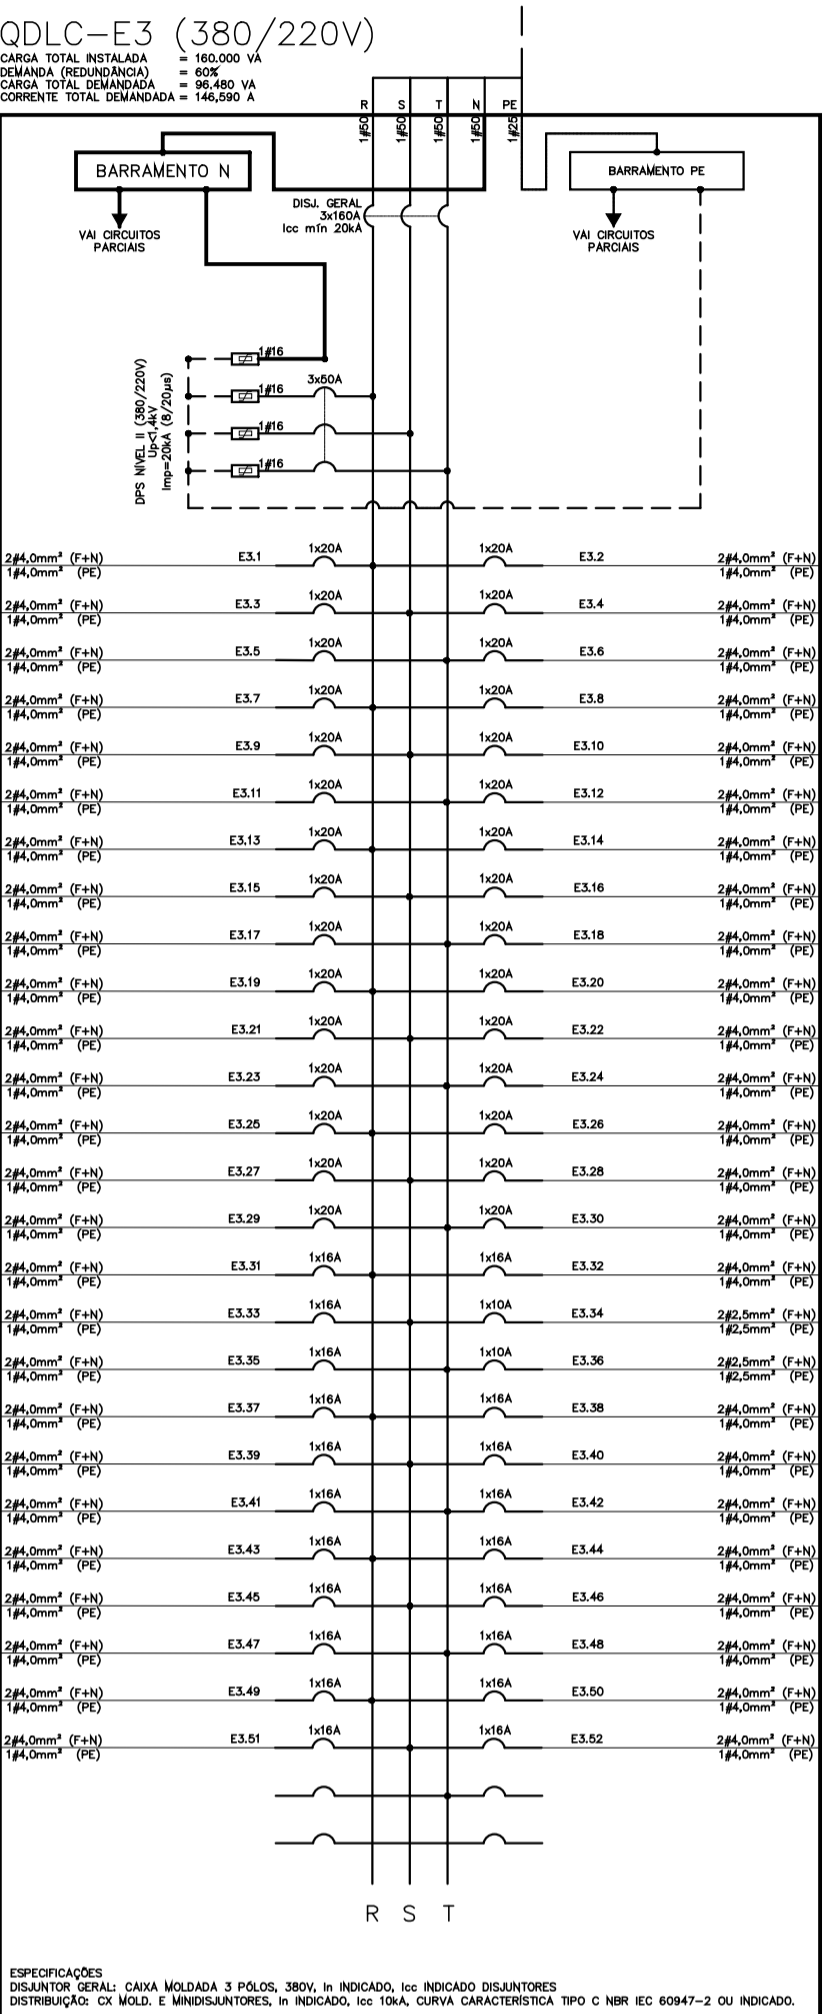 QDLC-E3 (380/220V)
CARGA TOTAL INSTALADA = 160.000 VA
DEMANDA (REDUNDÂNCIA) = 60%
CARGA TOTAL DEMANDADA = 96,480 VA
CORRENTE TOTAL DEMANDADA = 146,590 A
R S T N PE
1#50 1#50 1#50 1#50 1#25
BARRAMENTO N
BARRAMENTO PE
DISJ. GERAL
3x160A
Icc mín 20kA
VAI CIRCUITOS
PARCIAIS
VAI CIRCUITOS
PARCIAIS
DPS NÍVEL II (380/220V)
Up<1,4kV
Imp=20kA (8/20µs)
1#16
3x50A
1#16
1#16
1#16
2#4,0mm² (F+N) E3.1 1x20A 1x20A E3.2 2#4,0mm² (F+N)
1#4,0mm² (PE) 1#4,0mm² (PE)
2#4,0mm² (F+N) E3.3 1x20A 1x20A E3.4 2#4,0mm² (F+N)
1#4,0mm² (PE) 1#4,0mm² (PE)
2#4,0mm² (F+N) E3.5 1x20A 1x20A E3.6 2#4,0mm² (F+N)
1#4,0mm² (PE) 1#4,0mm² (PE)
2#4,0mm² (F+N) E3.7 1x20A 1x20A E3.8 2#4,0mm² (F+N)
1#4,0mm² (PE) 1#4,0mm² (PE)
2#4,0mm² (F+N) E3.9 1x20A 1x20A E3.10 2#4,0mm² (F+N)
1#4,0mm² (PE) 1#4,0mm² (PE)
2#4,0mm² (F+N) E3.11 1x20A 1x20A E3.12 2#4,0mm² (F+N)
1#4,0mm² (PE) 1#4,0mm² (PE)
2#4,0mm² (F+N) E3.13 1x20A 1x20A E3.14 2#4,0mm² (F+N)
1#4,0mm² (PE) 1#4,0mm² (PE)
2#4,0mm² (F+N) E3.15 1x20A 1x20A E3.16 2#4,0mm² (F+N)
1#4,0mm² (PE) 1#4,0mm² (PE)
2#4,0mm² (F+N) E3.17 1x20A 1x20A E3.18 2#4,0mm² (F+N)
1#4,0mm² (PE) 1#4,0mm² (PE)
2#4,0mm² (F+N) E3.19 1x20A 1x20A E3.20 2#4,0mm² (F+N)
1#4,0mm² (PE) 1#4,0mm² (PE)
2#4,0mm² (F+N) E3.21 1x20A 1x20A E3.22 2#4,0mm² (F+N)
1#4,0mm² (PE) 1#4,0mm² (PE)
2#4,0mm² (F+N) E3.23 1x20A 1x20A E3.24 2#4,0mm² (F+N)
1#4,0mm² (PE) 1#4,0mm² (PE)
2#4,0mm² (F+N) E3.25 1x20A 1x20A E3.26 2#4,0mm² (F+N)
1#4,0mm² (PE) 1#4,0mm² (PE)
2#4,0mm² (F+N) E3.27 1x20A 1x20A E3.28 2#4,0mm² (F+N)
1#4,0mm² (PE) 1#4,0mm² (PE)
2#4,0mm² (F+N) E3.29 1x20A 1x20A E3.30 2#4,0mm² (F+N)
1#4,0mm² (PE) 1#4,0mm² (PE)
2#4,0mm² (F+N) E3.31 1x16A 1x16A E3.32 2#4,0mm² (F+N)
1#4,0mm² (PE) 1#4,0mm² (PE)
2#4,0mm² (F+N) E3.33 1x16A 1x10A E3.34 2#2,5mm² (F+N)
1#4,0mm² (PE) 1#2,5mm² (PE)
2#4,0mm² (F+N) E3.35 1x16A 1x10A E3.36 2#2,5mm² (F+N)
1#4,0mm² (PE) 1#2,5mm² (PE)
2#4,0mm² (F+N) E3.37 1x16A 1x16A E3.38 2#4,0mm² (F+N)
1#4,0mm² (PE) 1#4,0mm² (PE)
2#4,0mm² (F+N) E3.39 1x16A 1x16A E3.40 2#4,0mm² (F+N)
1#4,0mm² (PE) 1#4,0mm² (PE)
2#4,0mm² (F+N) E3.41 1x16A 1x16A E3.42 2#4,0mm² (F+N)
1#4,0mm² (PE) 1#4,0mm² (PE)
2#4,0mm² (F+N) E3.43 1x16A 1x16A E3.44 2#4,0mm² (F+N)
1#4,0mm² (PE) 1#4,0mm² (PE)
2#4,0mm² (F+N) E3.45 1x16A 1x16A E3.46 2#4,0mm² (F+N)
1#4,0mm² (PE) 1#4,0mm² (PE)
2#4,0mm² (F+N) E3.47 1x16A 1x16A E3.48 2#4,0mm² (F+N)
1#4,0mm² (PE) 1#4,0mm² (PE)
2#4,0mm² (F+N) E3.49 1x16A 1x16A E3.50 2#4,0mm² (F+N)
1#4,0mm² (PE) 1#4,0mm² (PE)
2#4,0mm² (F+N) E3.51 1x16A 1x16A E3.52 2#4,0mm² (F+N)
1#4,0mm² (PE) 1#4,0mm² (PE)
R S T
ESPECIFICAÇÕES
DISJUNTOR GERAL: CAIXA MOLDADA 3 PÓLOS, 380V, In INDICADO, Icc INDICADO DISJUNTORES
DISTRIBUIÇÃO: CX MOLD. E MINIDISJUNTORES, In INDICADO, Icc 10kA, CURVA CARACTERÍSTICA TIPO C NBR IEC 60947-2 OU INDICADO.